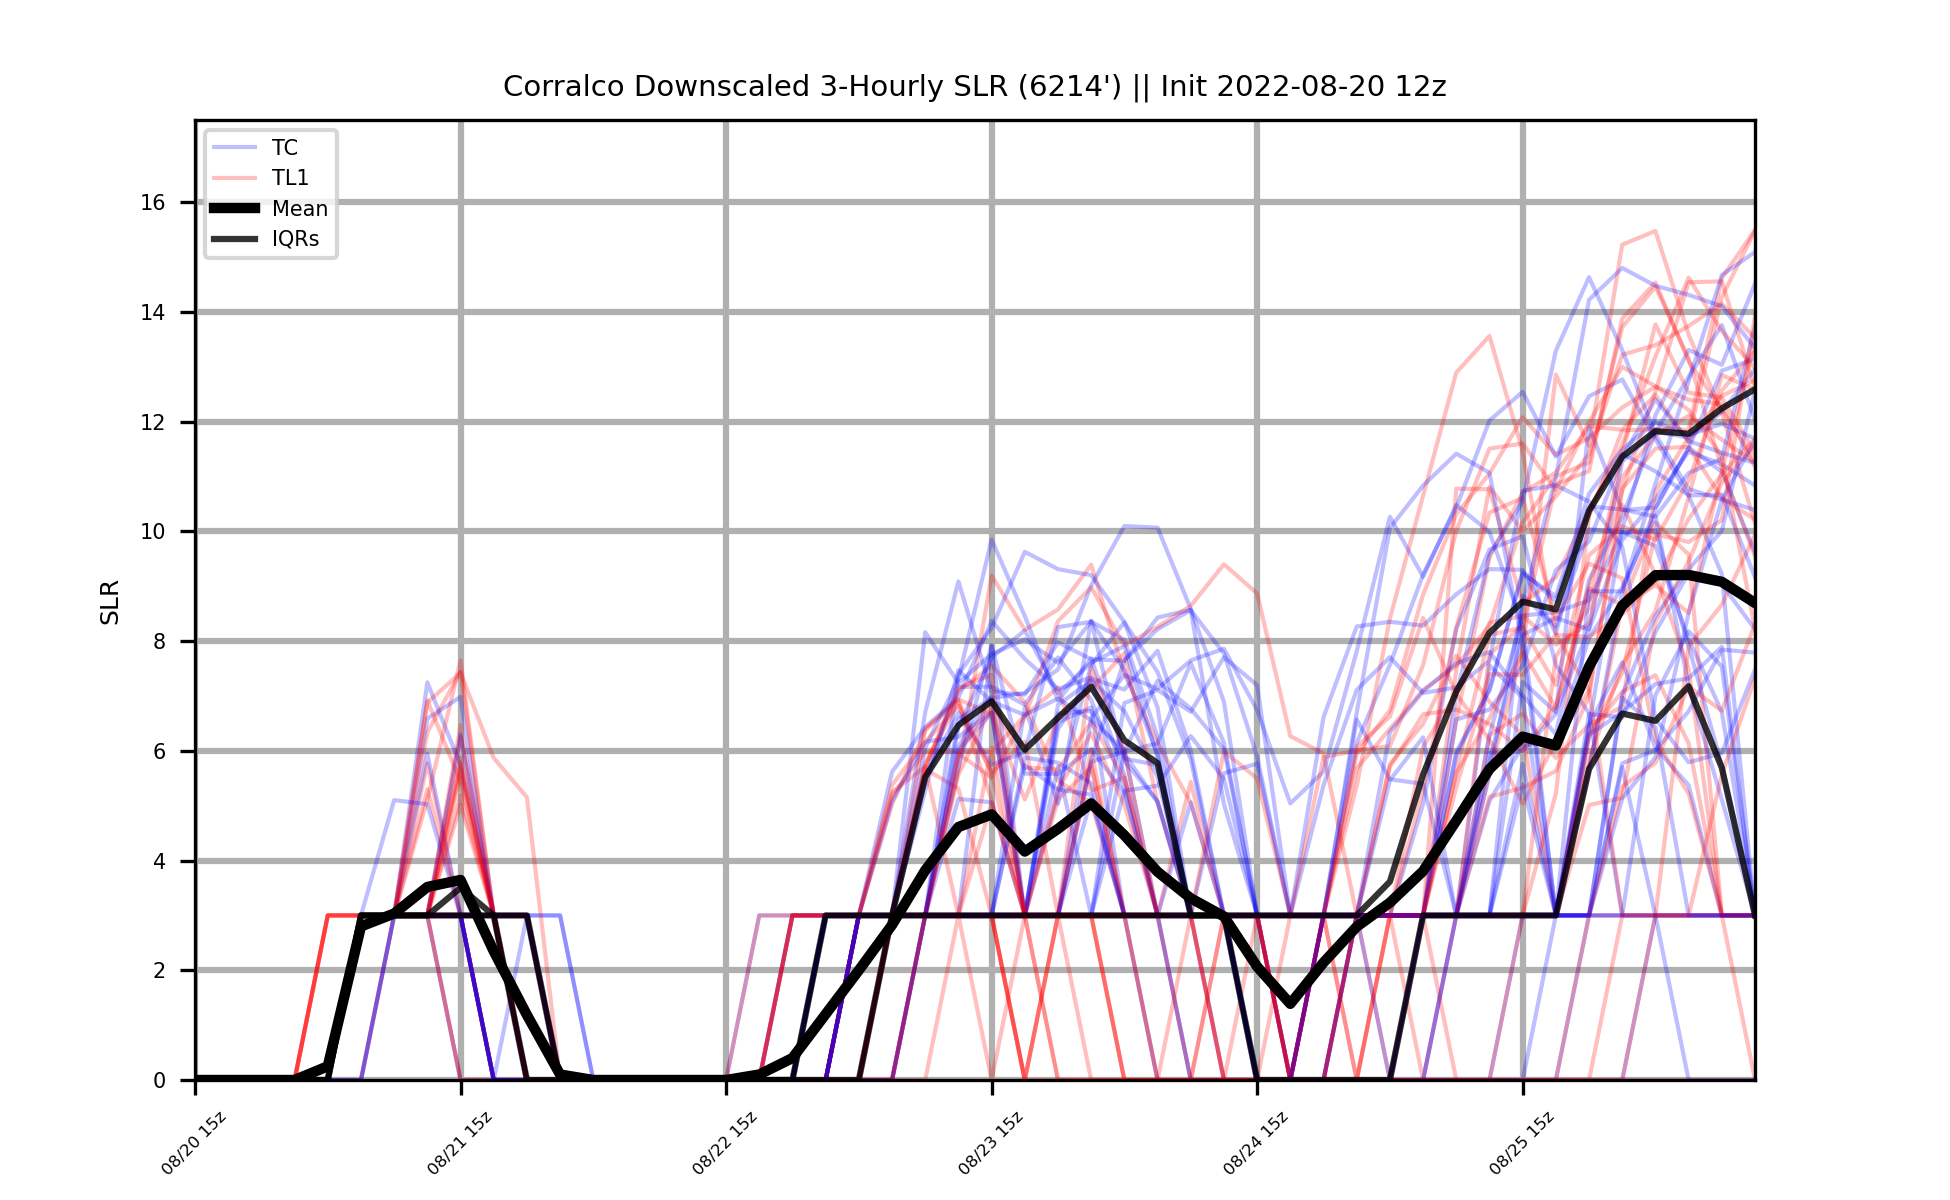 Corralco Downscaled 3-Hourly SLR (6214') || Init 2022-08-20 12z
TC
TL1
Mean
IQRs
16
14
12
10
8
6
4
2
0
SLR
08/20 15z
08/21 15z
08/22 15z
08/23 15z
08/24 15z
08/25 15z